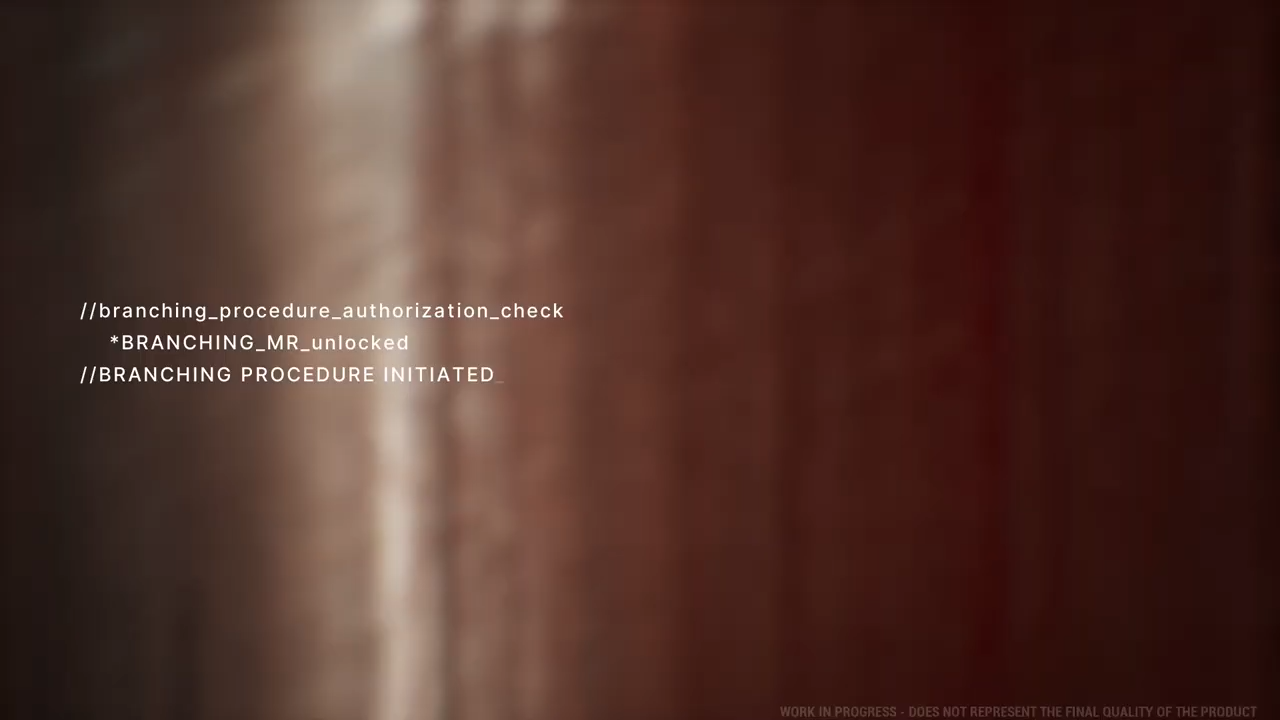 //branching_procedure_authorization_check
*BRANCHING_MR_unlocked
//BRANCHING PROCEDURE INITIATED_
WORK IN PROGRESS - DOES NOT REPRESENT THE FINAL QUALITY OF THE PRODUCT